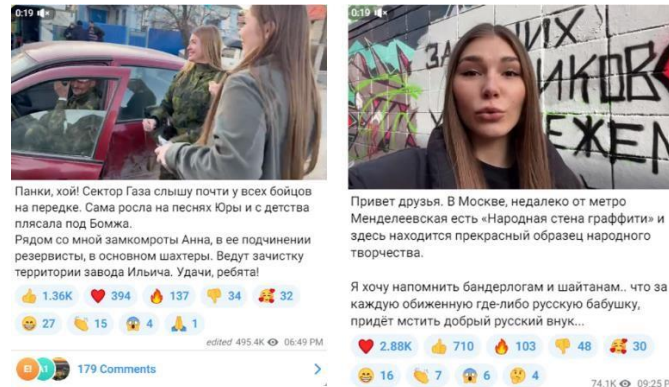 0:19
Панки, хой! Сектор Газа слышу почти у всех бойцов
на передке. Сама росла на песнях Юры и с детства
плясала под Бомжа.
Рядом со мной замкомроты Анна, в ее подчинении
резервисты, в основном шахтеры. Ведут зачистку
территории завода Ильича. Удачи, ребята!
1.36K 394 137 34 32
27 15 4 1
edited 495.4K 06:49 PM
179 Comments
0:19
ЗА
ИКОВ
ЕЖЕМ
Привет друзья. В Москве, недалеко от метро
Менделеевская есть «Народная стена граффити» и
здесь находится прекрасный образец народного
творчества.
Я хочу напомнить бандерлогам и шайтанам.. что за
каждую обиженную где-либо русскую бабушку,
придёт мстить добрый русский внук...
2.88K 710 103 48 30
16 7 6 4
74.1K 09:25